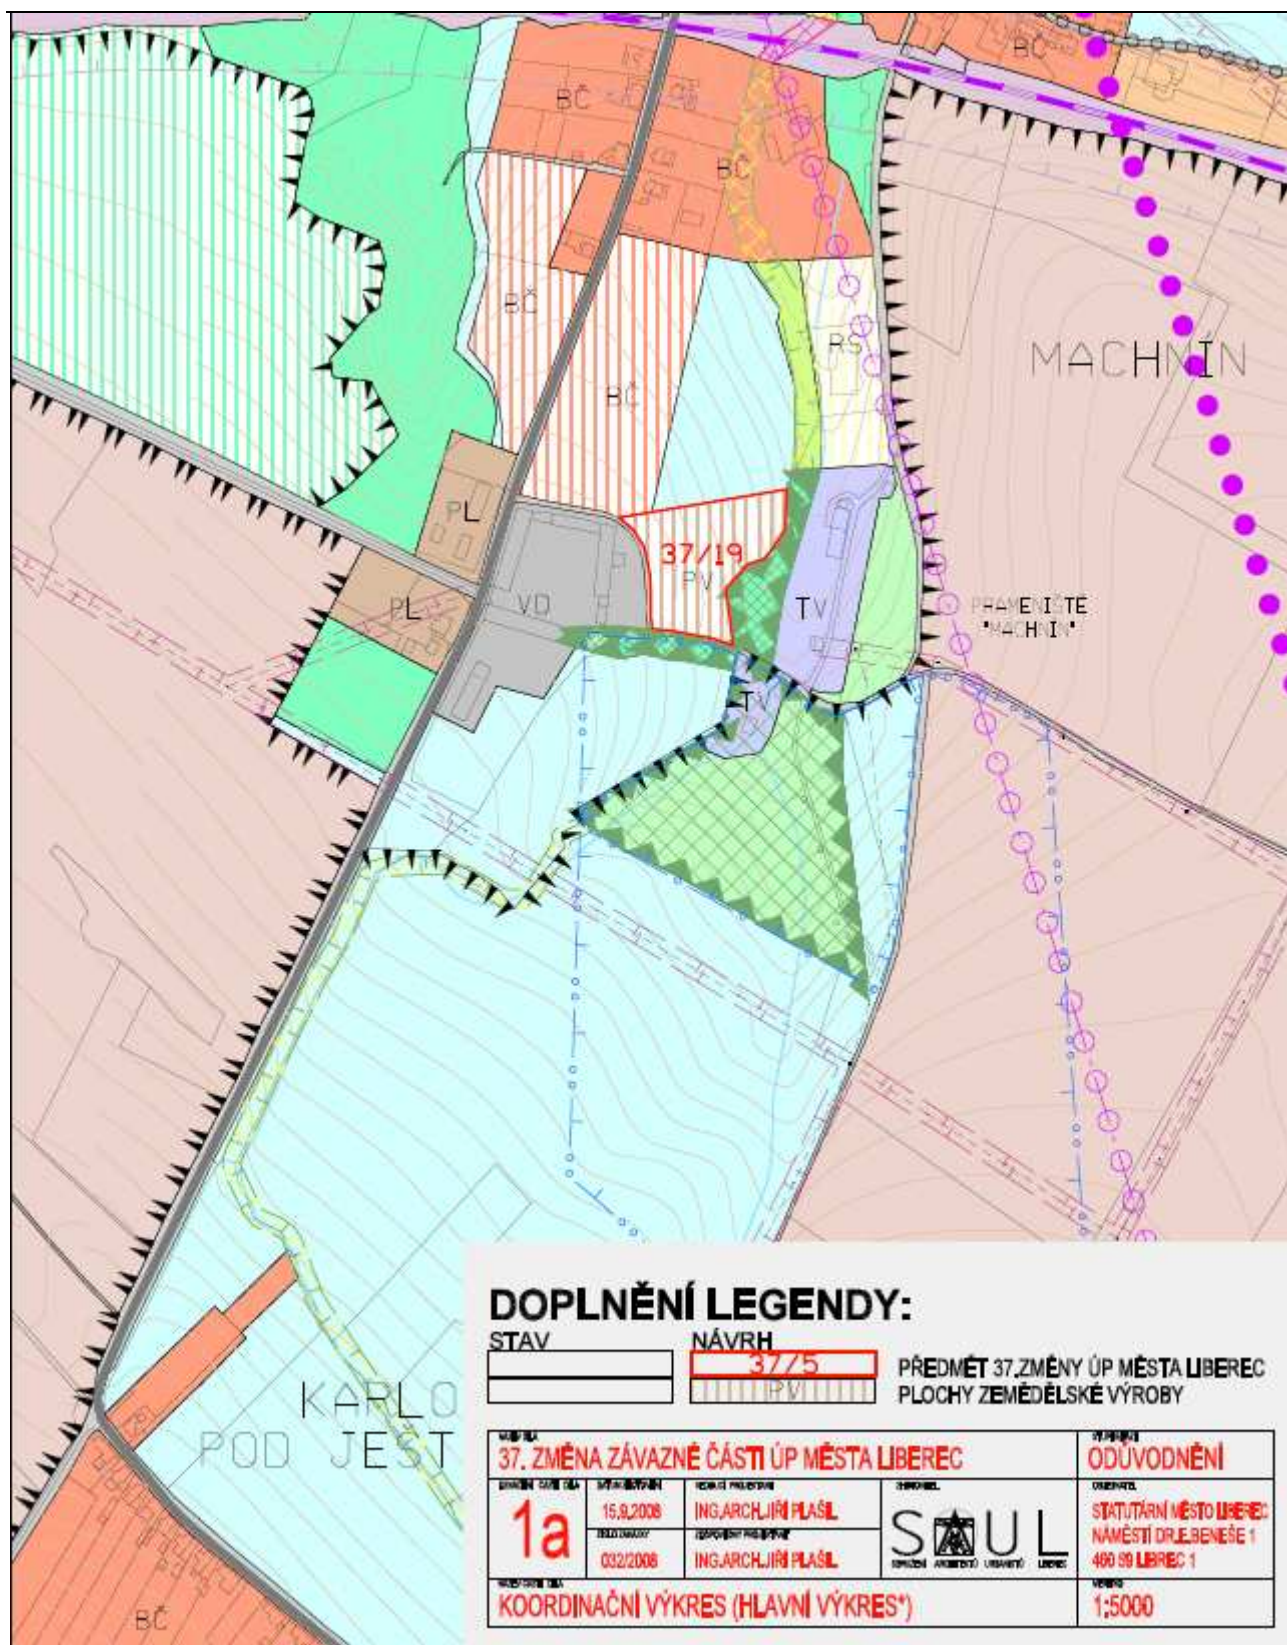 BČ
BČ
BČ
BČ
BČ
RS
MACHNÍN
PL
37/19
PV
PL
VD
TV
PRAMENIŠTĚ
"MACHNÍN"
TV
KARLO
POD JEŠT
BČ
DOPLNĚNÍ LEGENDY:
STAV
NÁVRH
37/5
PŘEDMĚT 37.ZMĚNY ÚP MĚSTA LIBEREC
PV
PLOCHY ZEMĚDĚLSKÉ VÝROBY
37. ZMĚNA ZÁVAZNÉ ČÁSTI ÚP MĚSTA LIBEREC
ODŮVODNĚNÍ
1a
15.9.2008
ING.ARCH.JIŘÍ PLAŠIL
032/2008
ING.ARCH.JIŘÍ PLAŠIL
SAUL
STATUTÁRNÍ MĚSTO LIBEREC
NÁMĚSTÍ DR.E.BENEŠE 1
460 59 LIBREC 1
KOORDINAČNÍ VÝKRES (HLAVNÍ VÝKRES*)
1:5000